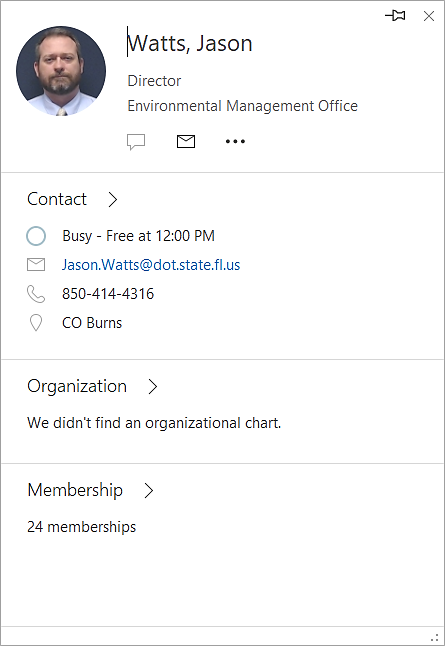 Watts, Jason
Director
Environmental Management Office
Contact
Busy - Free at 12:00 PM
Jason.Watts@dot.state.fl.us
850-414-4316
CO Burns
Organization
We didn't find an organizational chart.
Membership
24 memberships